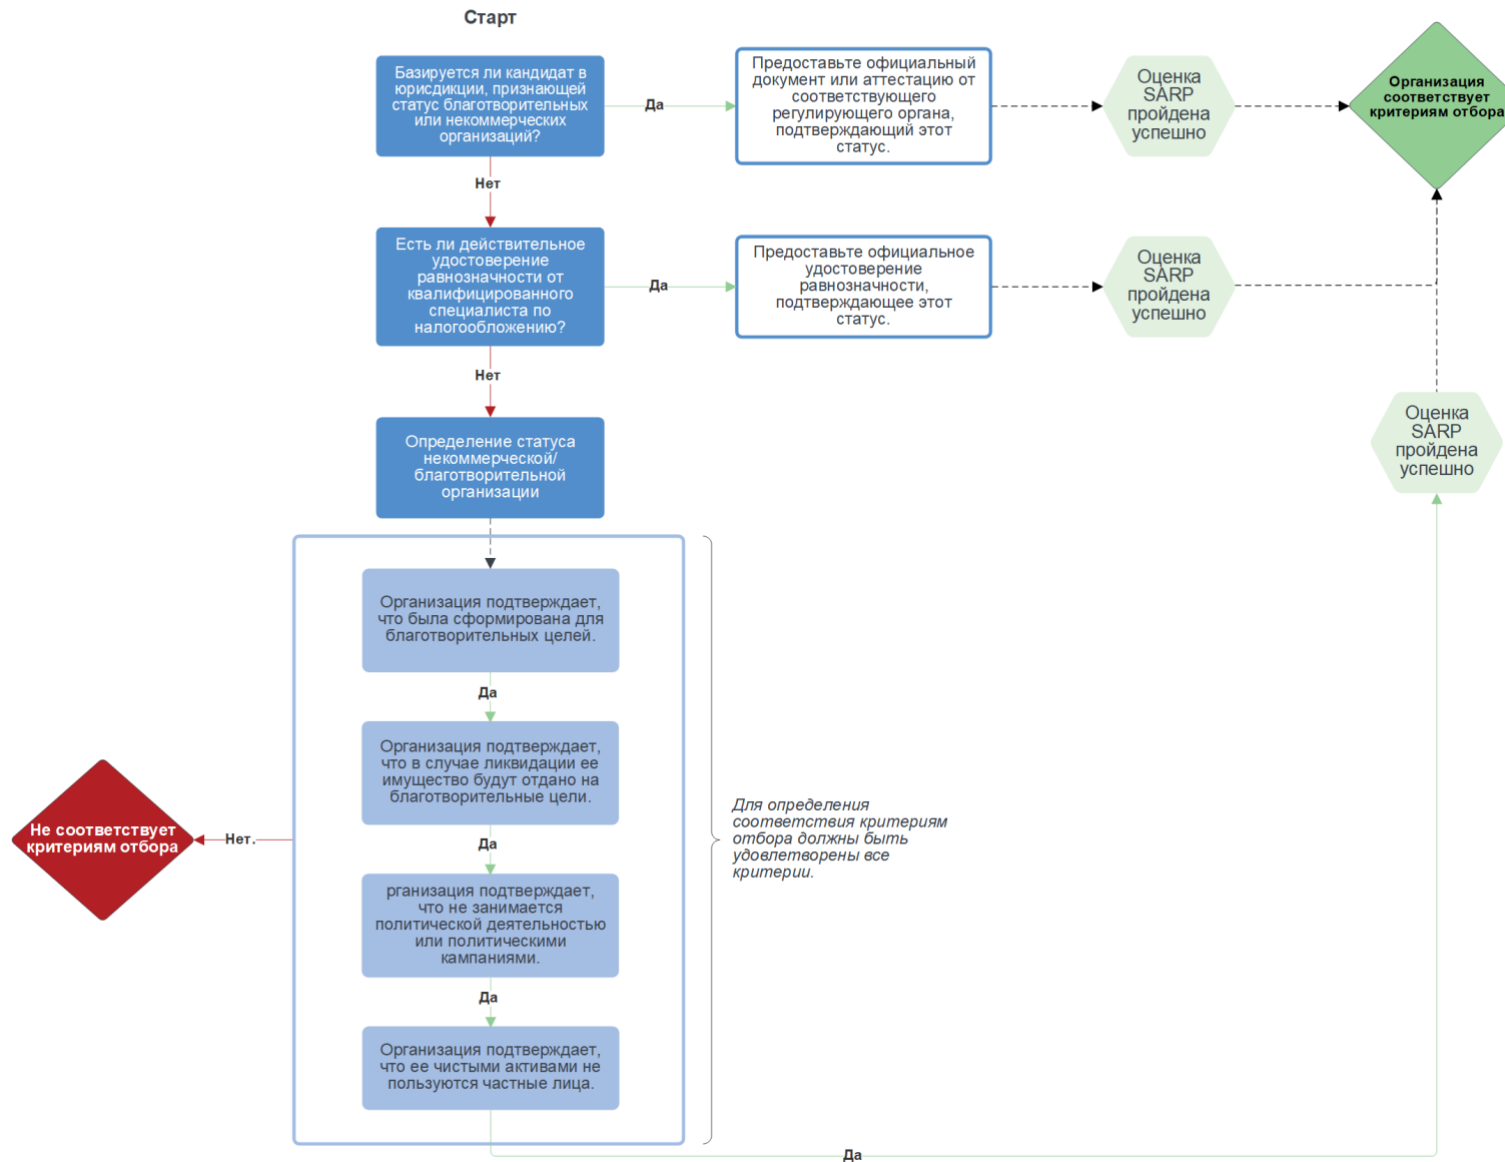 Старт
Базируется ли кандидат в
юрисдикции, признающей
статус благотворительных
или некоммерческих
организаций?
Да
Предоставьте официальный
документ или аттестацию от
соответствующего
регулирующего органа,
подтверждающий этот
статус.
Оценка
SARP
пройдена
успешно
Организация
соответствует
критериям отбора
Нет
Есть ли действительное
удостоверение
равнозначности от
квалифицированного
специалиста по
налогообложению?
Да
Предоставьте официальное
удостоверение
равнозначности,
подтверждающее этот
статус.
Оценка
SARP
пройдена
успешно
Нет
Определение статуса
некоммерческой/
благотворительной
организации
Оценка
SARP
пройдена
успешно
Организация подтверждает,
что была сформирована для
благотворительных целей.
Да
Организация подтверждает,
что в случае ликвидации ее
имущество будут отдано на
благотворительные цели.
Да
рганизация подтверждает,
что не занимается
политической деятельностью
или политическими
кампаниями.
Да
Организация подтверждает,
что ее чистыми активами не
пользуются частные лица.
Для определения
соответствия критериям
отбора должны быть
удовлетворены все
критерии.
Нет.
Не соответствует
критериям отбора
Да